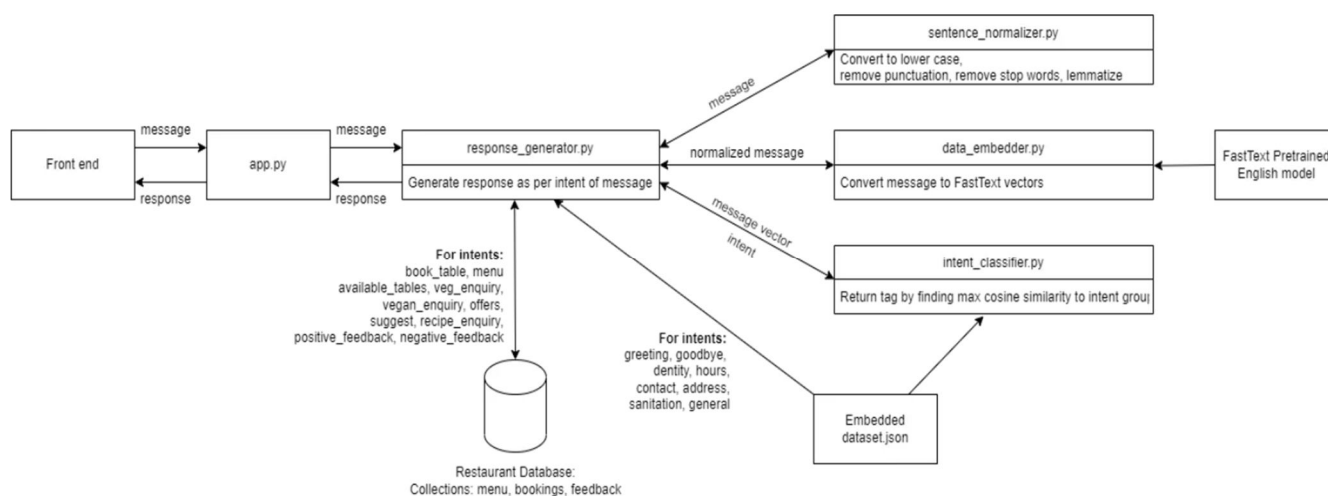 sentence_normalizer.py
Convert to lower case,
remove punctuation, remove stop words, lemmatize
message
message
message
Front end
app.py
response_generator.py
normalized message
data_embedder.py
FastText Pretrained
English model
response
response
Generate response as per intent of message
Convert message to FastText vectors
message vector
intent
For intents:
book_table, menu
available_tables, veg_enquiry,
vegan_enquiry, offers,
suggest, recipe_enquiry,
positive_feedback, negative_feedback
intent_classifier.py
Return tag by finding max cosine similarity to intent group
For intents:
greeting, goodbye,
dentity, hours,
contact, address,
sanitation, general
Embedded
dataset.json
Restaurant Database:
Collections: menu, bookings, feedback